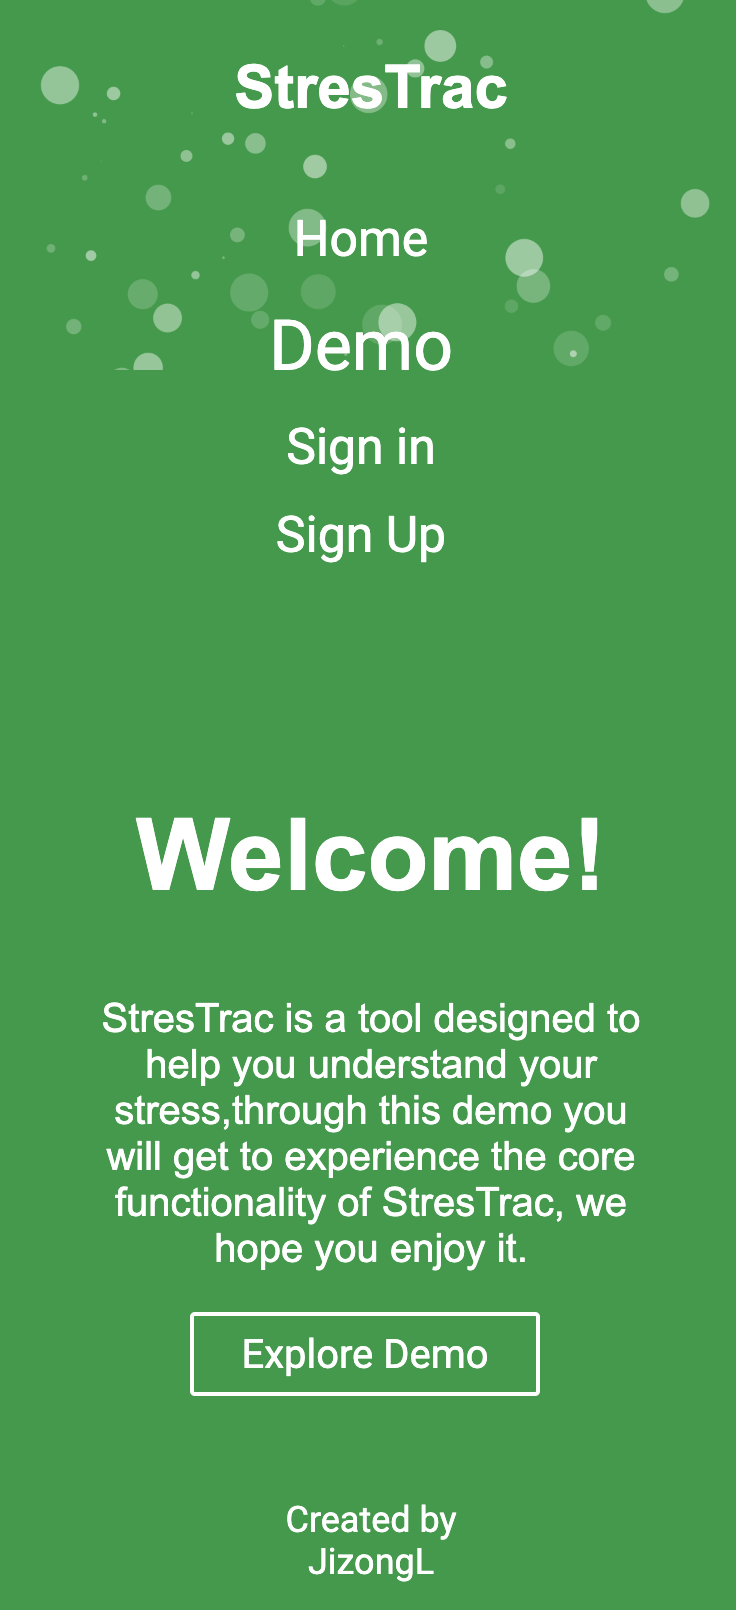 StresTrac
Home
Demo
Sign in
Sign Up
Welcome!
StresTrac is a tool designed to
help you understand your
stress,through this demo you
will get to experience the core
functionality of StresTrac, we
hope you enjoy it.
Explore Demo
Created by
JizongL